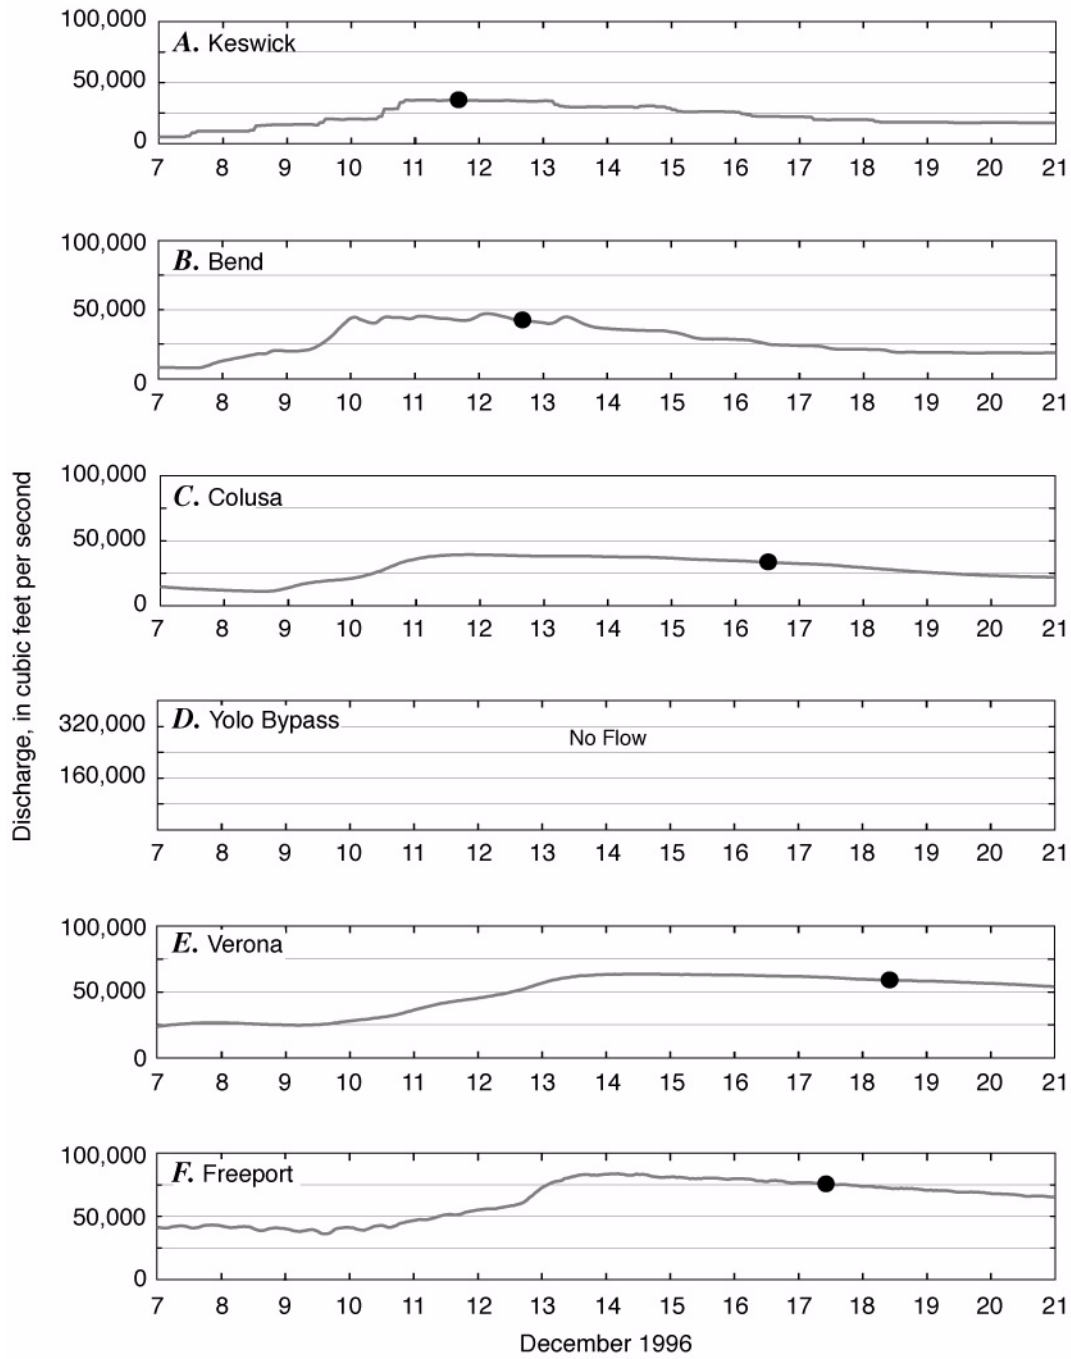 100,000
A. Keswick
50,000
0
7 8 9 10 11 12 13 14 15 16 17 18 19 20 21
100,000
B. Bend
50,000
0
7 8 9 10 11 12 13 14 15 16 17 18 19 20 21
Discharge, in cubic feet per second
100,000
C. Colusa
50,000
0
7 8 9 10 11 12 13 14 15 16 17 18 19 20 21
320,000
D. Yolo Bypass
No Flow
160,000
7 8 9 10 11 12 13 14 15 16 17 18 19 20 21
100,000
E. Verona
50,000
0
7 8 9 10 11 12 13 14 15 16 17 18 19 20 21
100,000
F. Freeport
50,000
0
7 8 9 10 11 12 13 14 15 16 17 18 19 20 21
December 1996